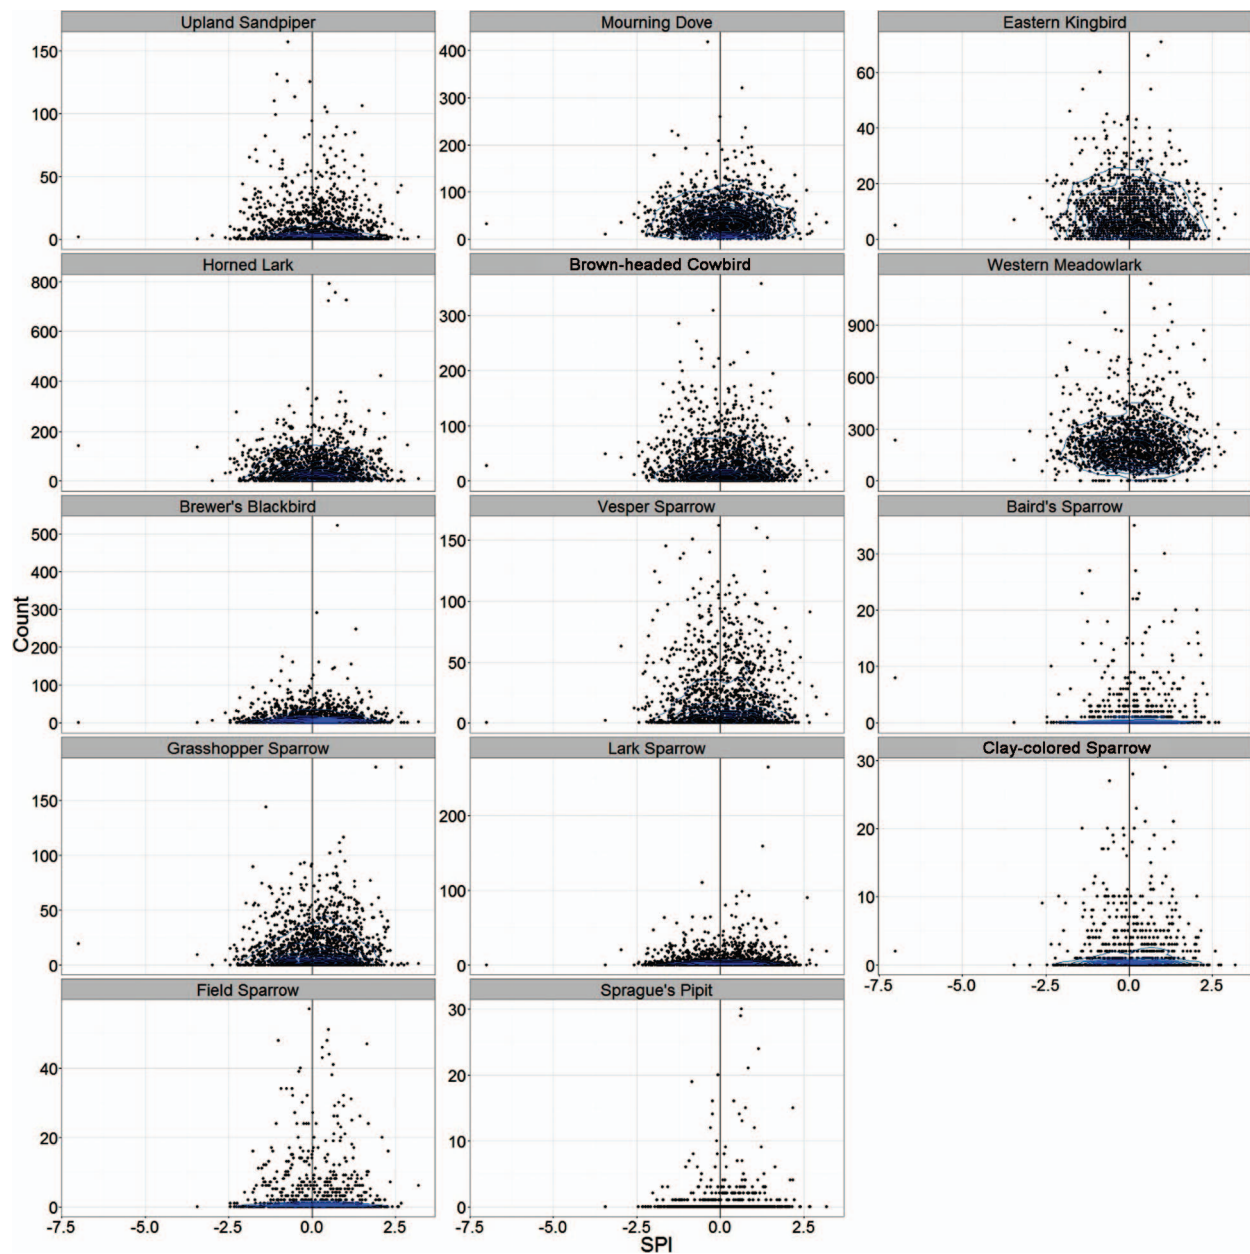 Upland Sandpiper Mourning Dove Eastern Kingbird
150 400 60
300
100 40
200
50 20
100
0 0 0
Horned Lark Brown-headed Cowbird Western Meadowlark
800
300 900
600
200 600
400
200 100 300
0 0 0
Brewer's Blackbird Vesper Sparrow Baird's Sparrow
500 150 30
400
100 20
300
200 50 10
100
0 0 0
Grasshopper Sparrow Lark Sparrow Clay-colored Sparrow
30
150 200
20
100
100
50 10
0 0 0
-7.5 -5.0 -2.5 0.0 2.5
Field Sparrow Sprague's Pipit
30
40
20
20
10
0 0
-7.5 -5.0 -2.5 0.0 2.5 -7.5 -5.0 -2.5 0.0 2.5
Count
SPI